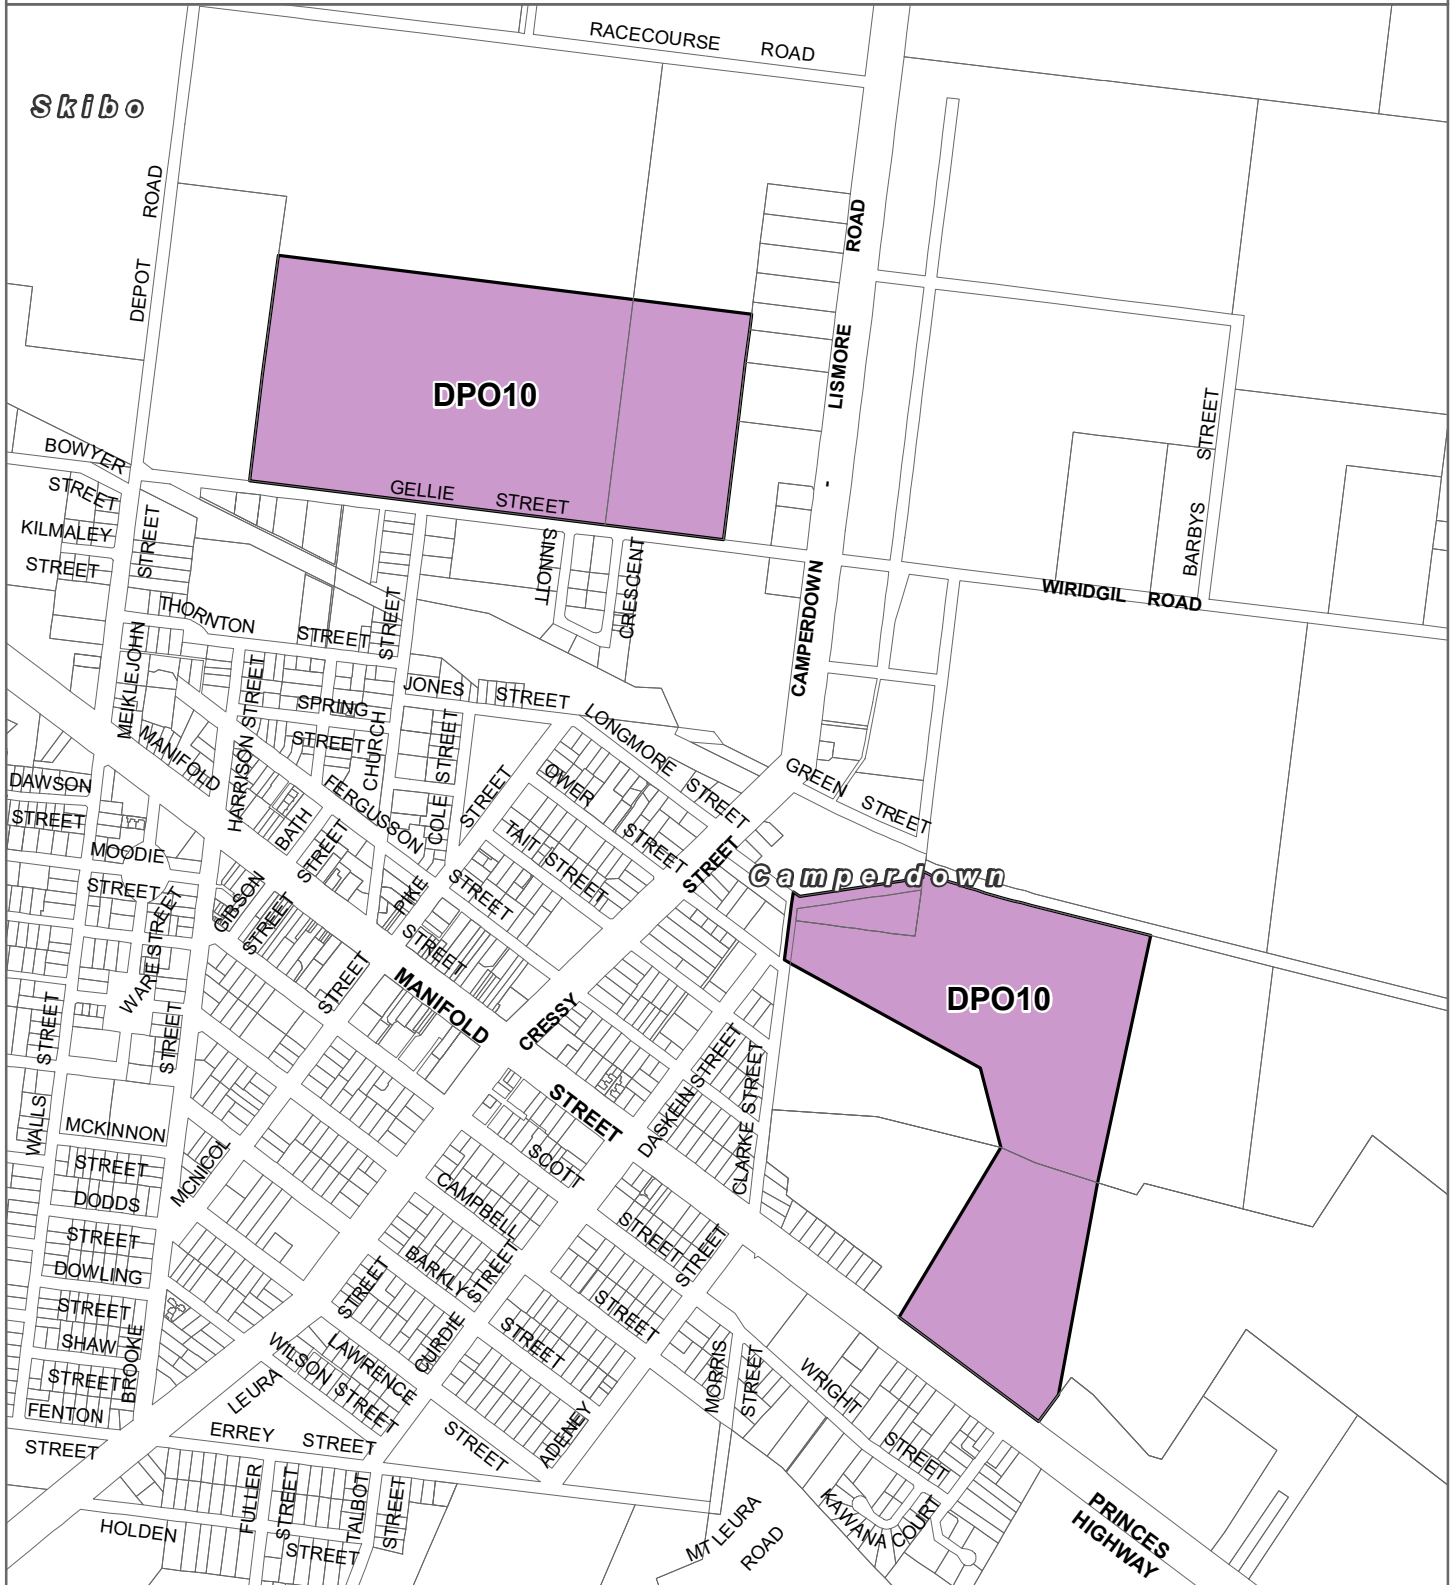 RACECOURSE ROAD
Skibo
DEPOT ROAD
LISMORE ROAD
DPO10
BARBYS STREET
BOWYER
STREET
GELLIE STREET
KILMALEY
STREET
STREET
LLONNIS
CRESCENT
CAMPERDOWN
-
WIRIDGIL ROAD
THORNTON STREET
STREET
MEIKLEJOHN
HARRISON STREET
JONES STREET
SPRING
STREET
CHURCH
LONGMORE STREET
MANIFOLD
COLE STREET
STREET
OWER STREET
GREEN STREET
DAWSON
STREET
FERGUSSON
BATH
STREET
TAIT STREET
MOODIE
STREET
STREET
Camperdown
GIBSON
STREET
PIKE
STREET
STREET
WARE STREET
STREET
MANIFOLD
STREET
CRESSY
DPO10
WALLS
STREET
STREET
DASKEIN STREET
CLARKE STREET
MCKINNON
STREET
MCNICOL
SCOTT
DODDS
STREET
CAMPBELL
STREET
STREET
DOWLING
STREET
BARKLY
STREET
STREET
STREET
SHAW
STREET
BROOKE
CURDIE
STREET
STREET
WILSON STREET
LAWRENCE
MORRIS
STREET
WRIGHT
STREET
FENTON
STREET
LEURA
ERREY STREET
STREET
ADENEY
FULLER
STREET
TALBOT
STREET
HOLDEN
STREET
MT LEURA
ROAD
KAWANA COURT
PRINCES
HIGHWAY